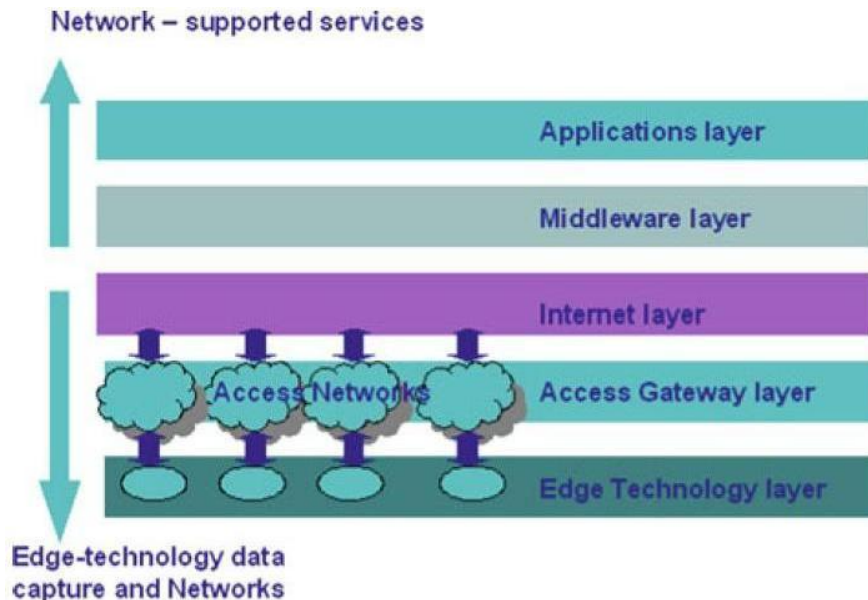 Network – supported services
Applications layer
Middleware layer
Internet layer
Access Networks
Access Gateway layer
Edge Technology layer
Edge-technology data
capture and Networks